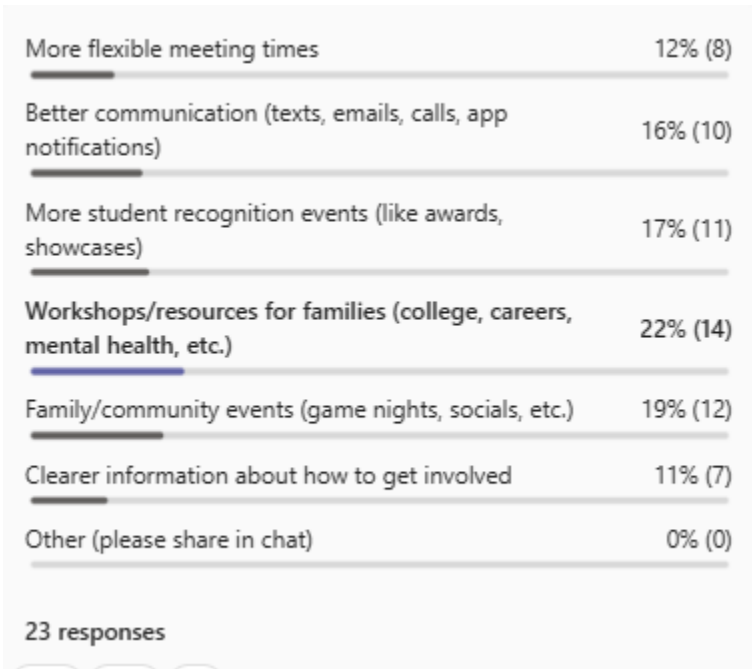 More flexible meeting times 12% (8)
Better communication (texts, emails, calls, app
notifications) 16% (10)
More student recognition events (like awards,
showcases) 17% (11)
Workshops/resources for families (college, careers,
mental health, etc.) 22% (14)
Family/community events (game nights, socials, etc.) 19% (12)
Clearer information about how to get involved 11% (7)
Other (please share in chat) 0% (0)
23 responses